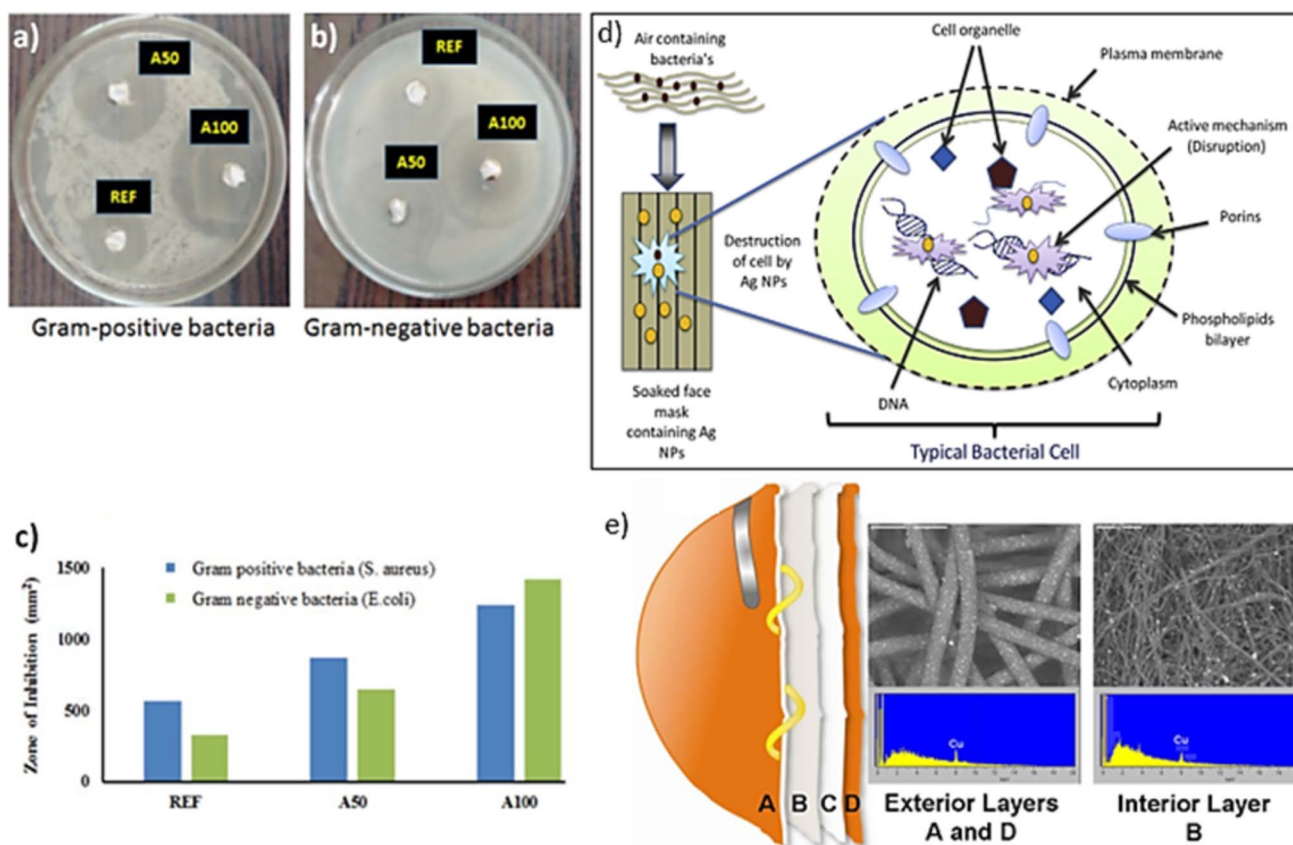 a)
A50
A100
REF
Gram-positive bacteria
b)
REF
A100
A50
Gram-negative bacteria
c)
Gram positive bacteria (S. aureus)
Gram negative bacteria (E.coli)
Zone of Inhibition (mm²)
1500
1000
500
0
REF
A50
A100
d)
Air containing
bacteria's
Cell organelle
Plasma membrane
Active mechanism
(Disruption)
Porins
Destruction
of cell by
Ag NPs
Phospholipids
bilayer
Cytoplasm
DNA
Soaked face
mask
containing Ag
NPs
Typical Bacterial Cell
e)
A
B
C
D
Cu
Exterior Layers
A and D
Cu
Interior Layer
B